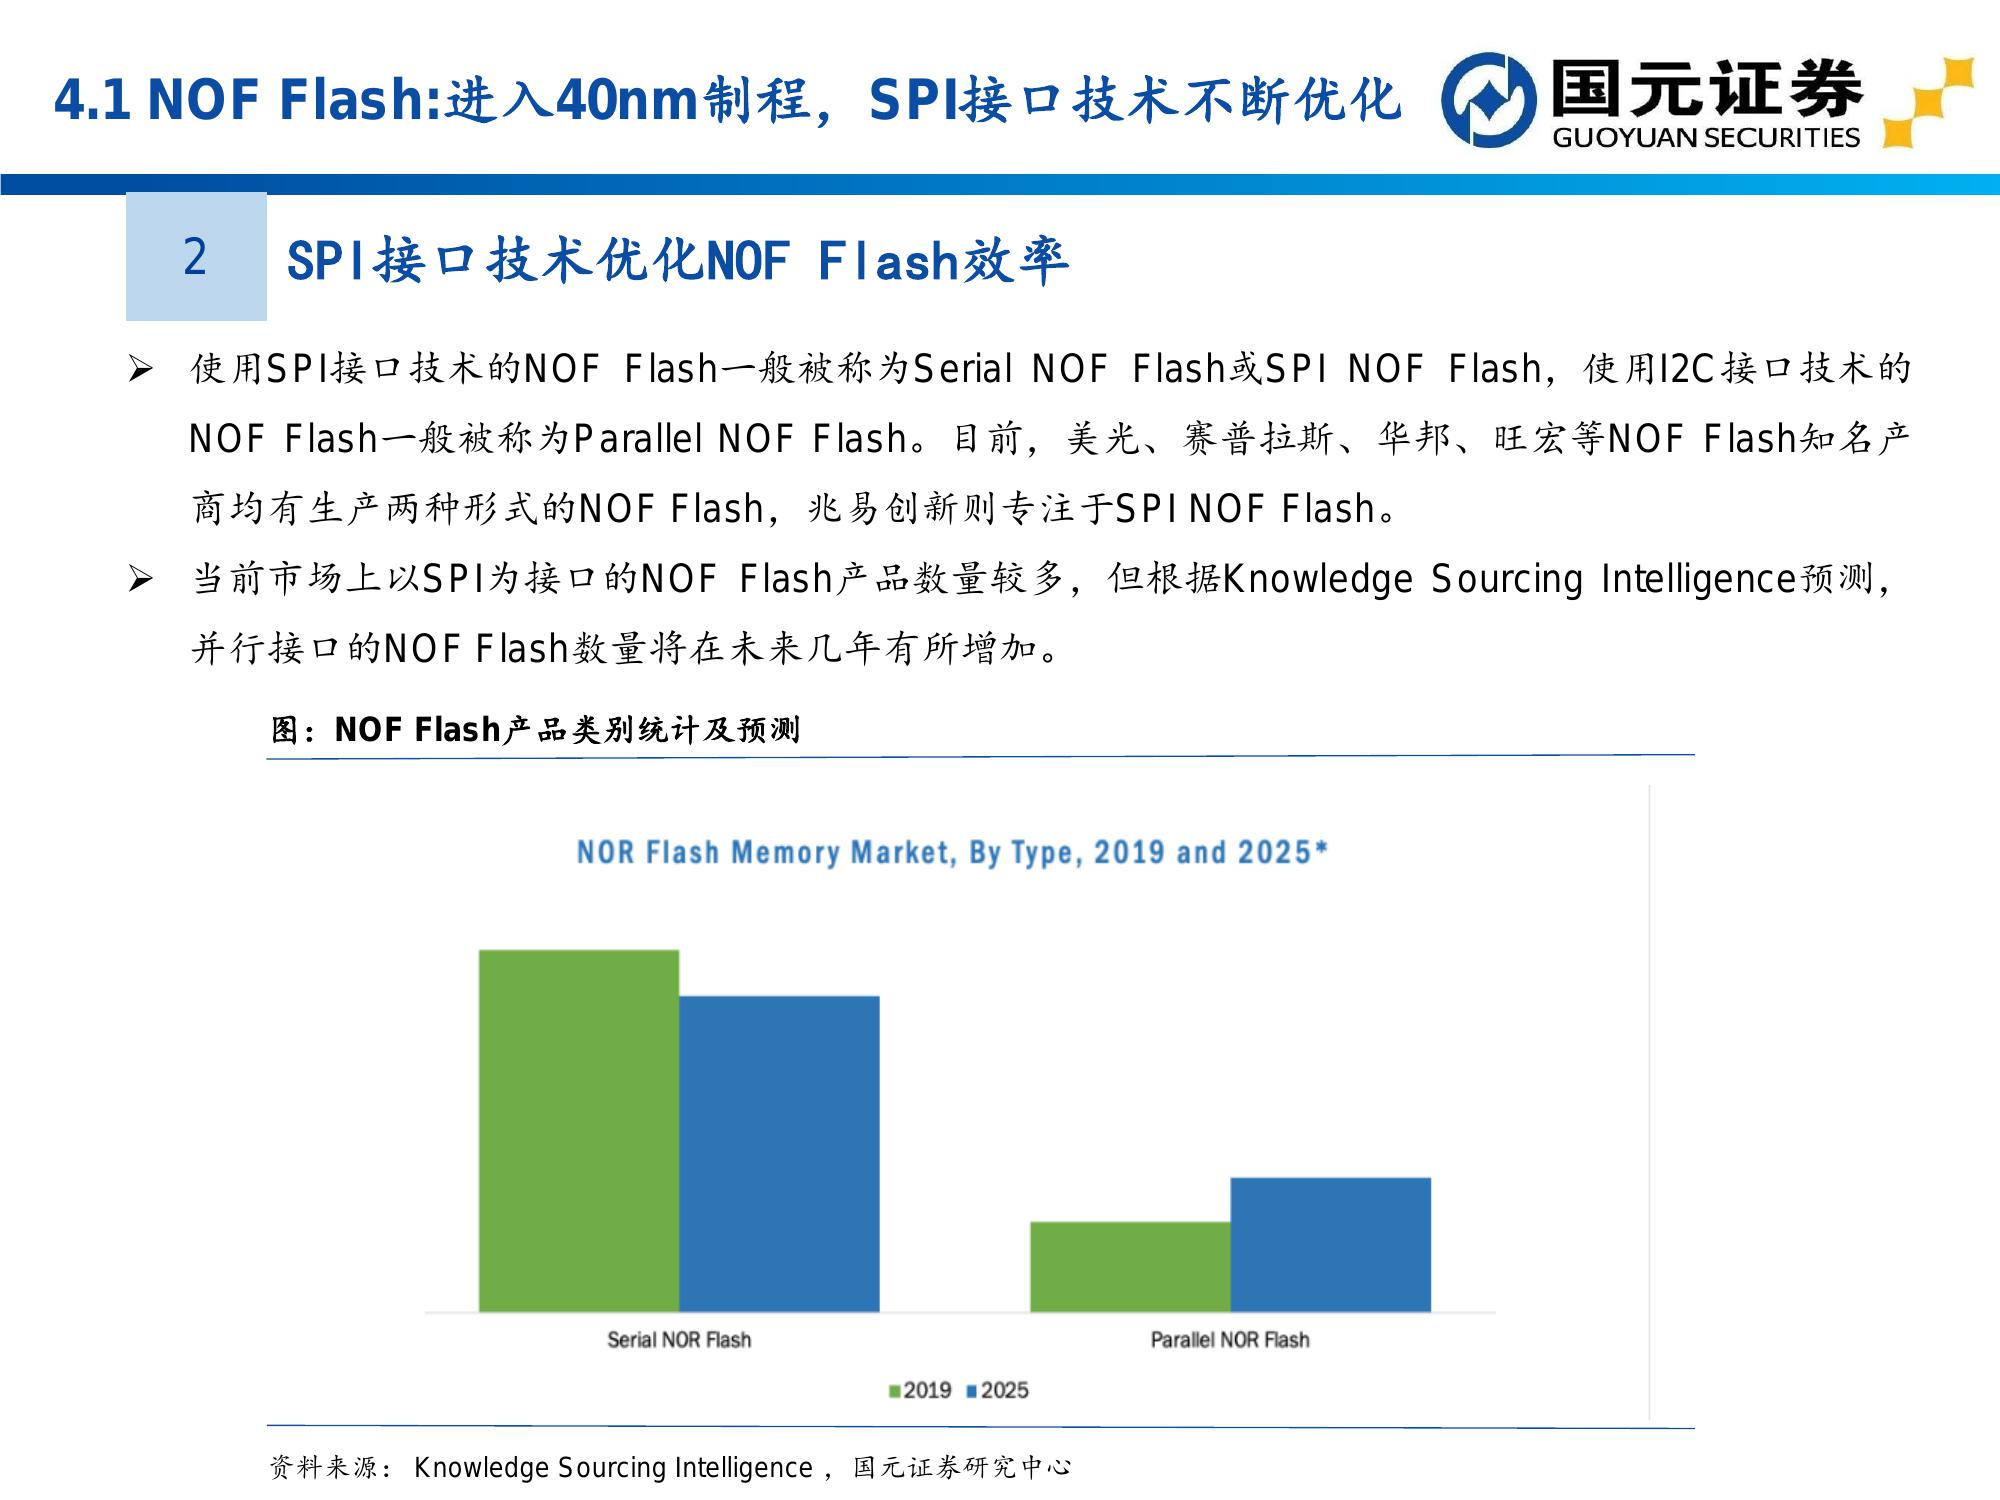 4.1 NOF Flash:进入40nm制程，SPI接口技术不断优化
国元证券
GUOYUAN SECURITIES
2
SPI接口技术优化NOF Flash效率
➢ 使用SPI接口技术的NOF Flash一般被称为Serial NOF Flash或SPI NOF Flash，使用I2C接口技术的
NOF Flash一般被称为Parallel NOF Flash。目前，美光、赛普拉斯、华邦、旺宏等NOF Flash知名产
商均有生产两种形式的NOF Flash，兆易创新则专注于SPI NOF Flash。
➢ 当前市场上以SPI为接口的NOF Flash产品数量较多，但根据Knowledge Sourcing Intelligence预测，
并行接口的NOF Flash数量将在未来几年有所增加。
图：NOF Flash产品类别统计及预测
NOR Flash Memory Market, By Type, 2019 and 2025*
Serial NOR Flash
Parallel NOR Flash
2019 2025
资料来源： Knowledge Sourcing Intelligence ，国元证券研究中心